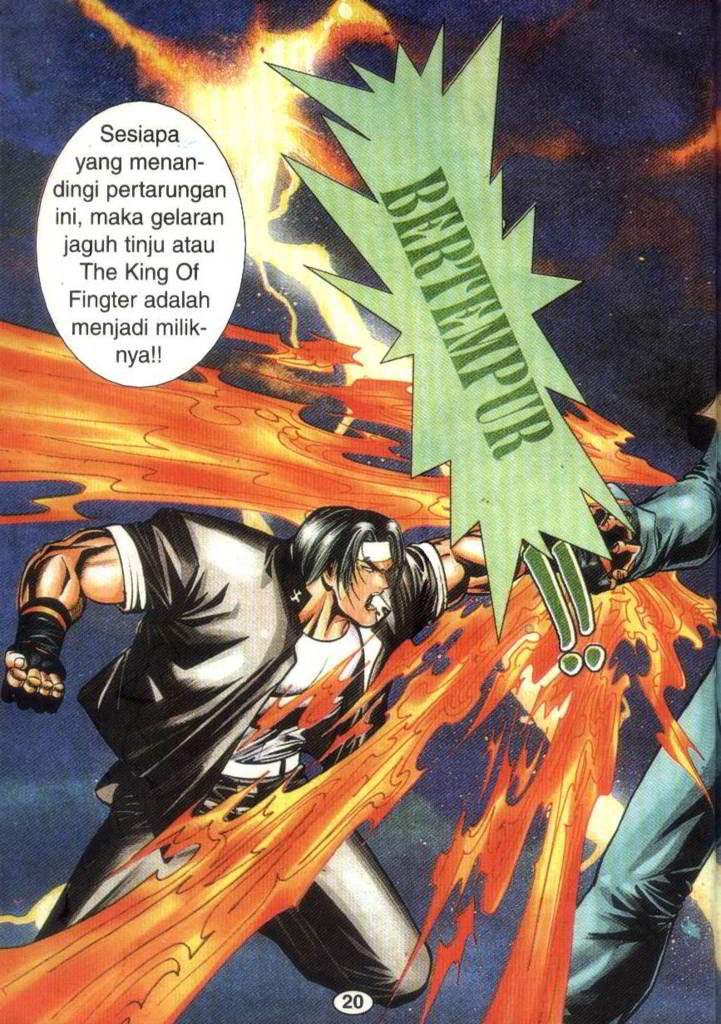 Sesiapa
yang menan-
dingi pertarungan
ini, maka gelaran
jaguh tinju atau
The King Of
Fingter adalah
menjadi milik-
nya!!
BERTEMPUR
!!
20